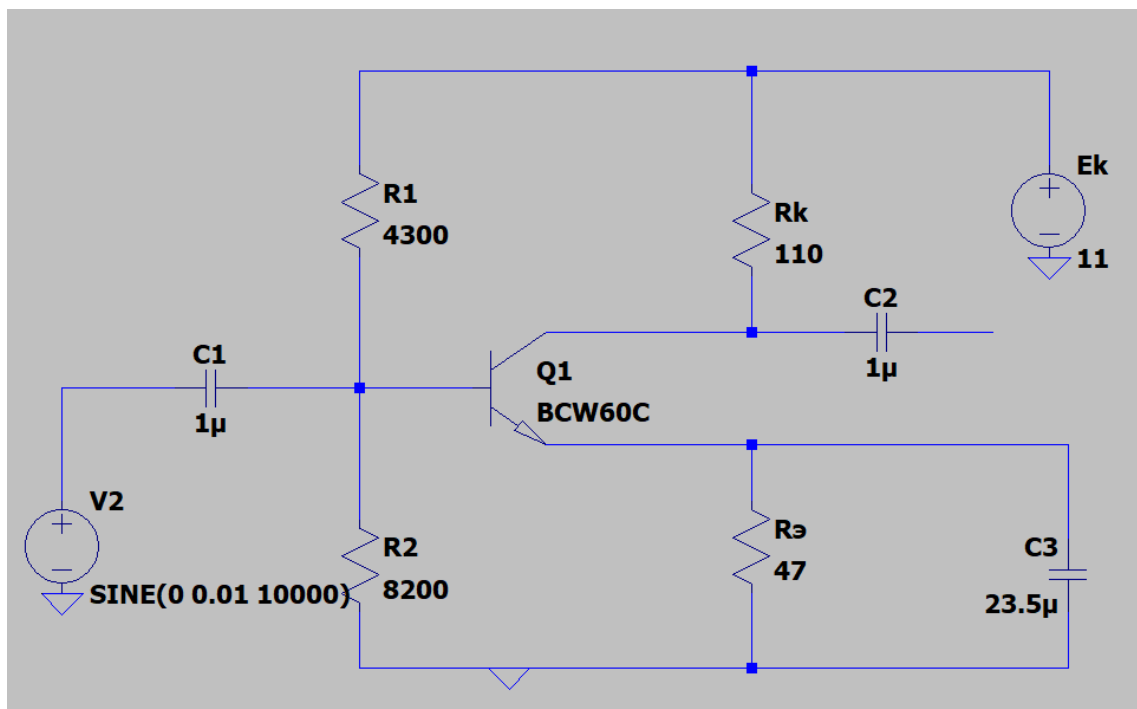 R1
4300
Rk
110
Ek
11
C2
1µ
C1
1µ
Q1
BCW60C
V2
SINE(0 0.01 10000)
R2
8200
Rэ
47
C3
23.5µ